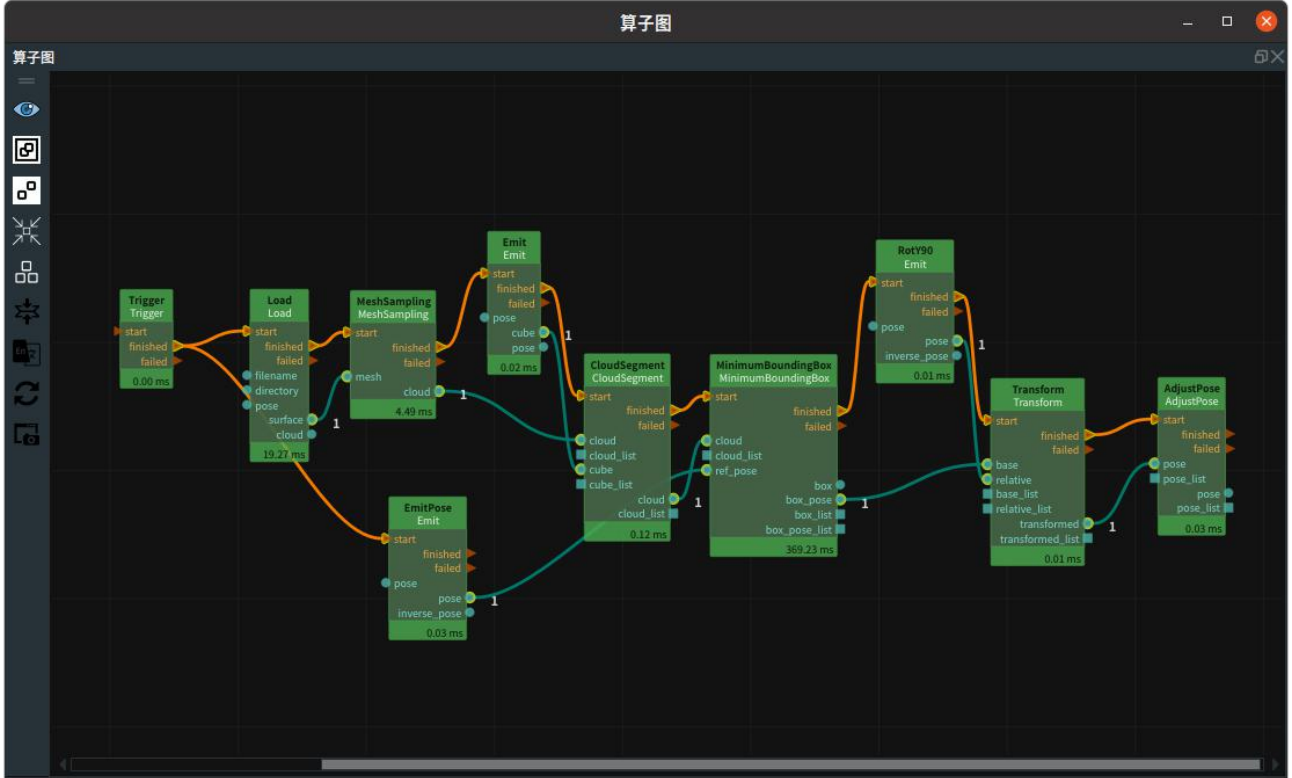 算子图
算子图
Trigger
Trigger
start
finished
failed
0.00 ms
Load
Load
start
finished
failed
filename
directory
pose
surface
cloud
19.27 ms
1
MeshSampling
MeshSampling
start
finished
failed
mesh
cloud
4.49 ms
1
Emit
Emit
start
finished
failed
pose
cube
pose
0.02 ms
1
EmitPose
Emit
start
finished
failed
pose
pose
inverse_pose
0.03 ms
1
CloudSegment
CloudSegment
start
finished
failed
cloud
cloud_list
cube
cube_list
cloud
cloud_list
0.12 ms
1
MinimumBoundingBox
MinimumBoundingBox
start
finished
failed
cloud
cloud_list
ref_pose
box
box_pose
box_list
box_pose_list
369.23 ms
1
RotY90
Emit
start
finished
failed
pose
pose
inverse_pose
0.01 ms
1
Transform
Transform
start
finished
failed
base
relative
base_list
relative_list
transformed
transformed_list
0.01 ms
1
AdjustPose
AdjustPose
start
finished
failed
pose
pose_list
pose
pose_list
0.03 ms